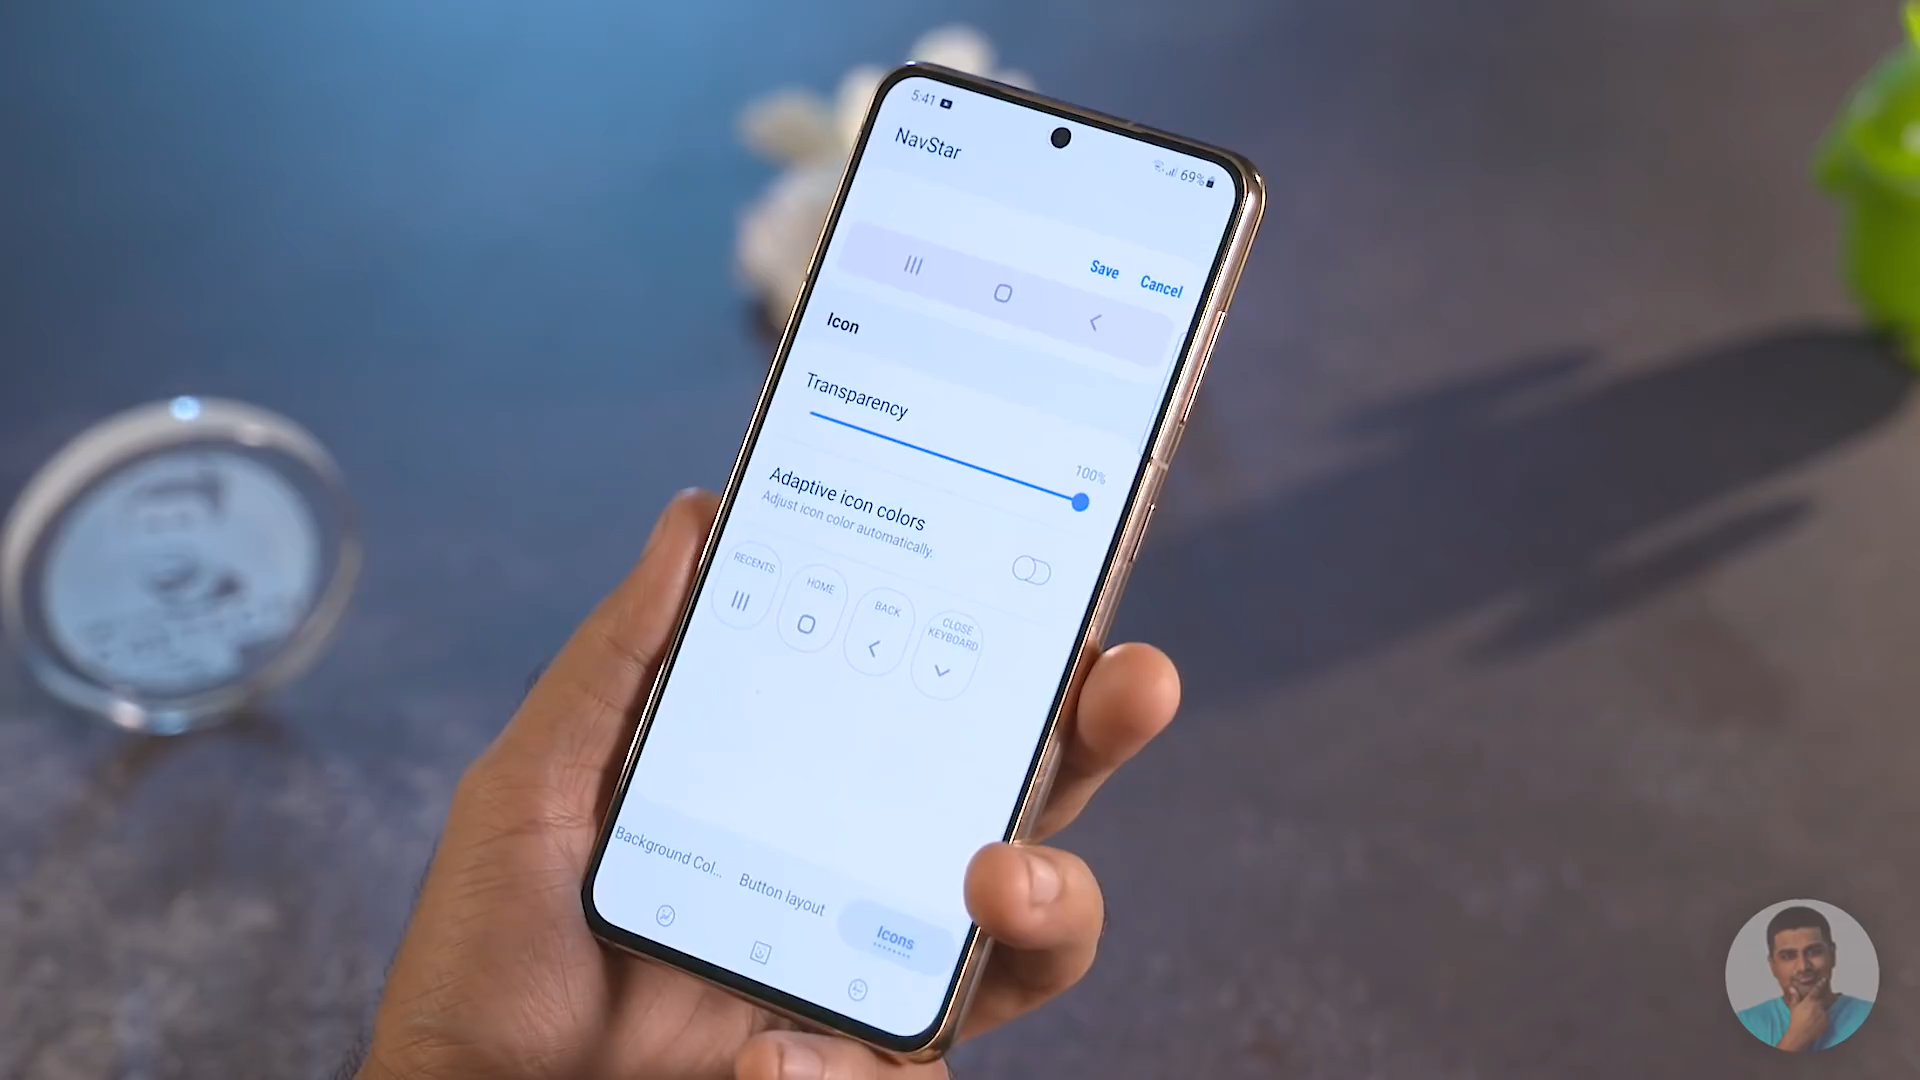 5:41
69%
NavStar
Save
Cancel
Icon
Transparency
100%
Adaptive icon colors
Adjust icon color automatically.
RECENTS
HOME
BACK
CLOSE
KEYBOARD
Background Col...
Button layout
Icons